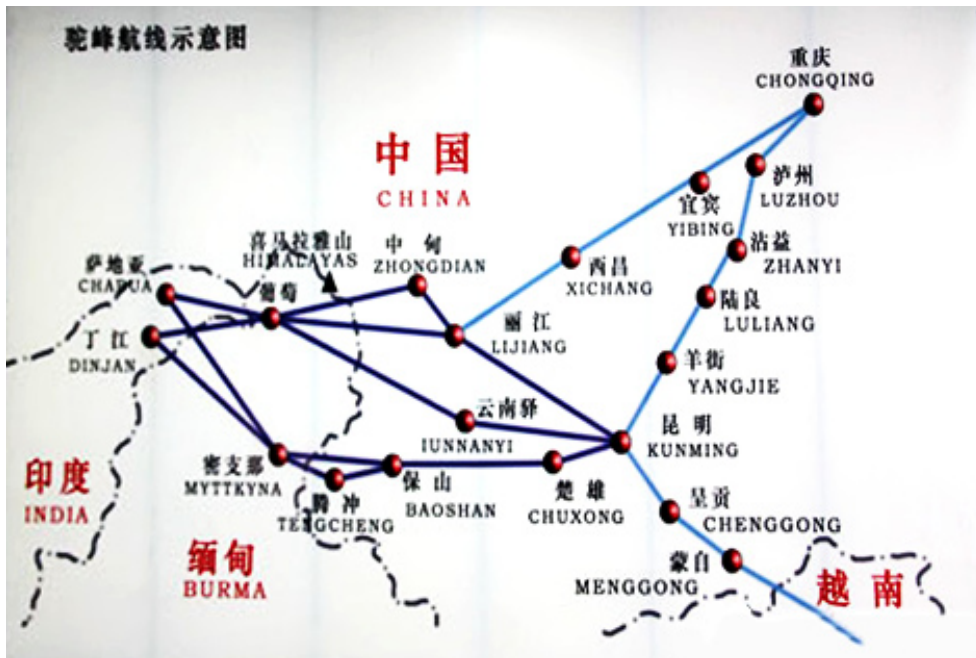 驼峰航线示意图
重庆
CHONGQING
中国
CHINA
泸州
LUZHOU
宜宾
YIBING
沾益
ZHANYI
喜马拉雅山
HIMALAYAS
中甸
ZHONGDIAN
西昌
XICHANG
萨地亚
CHABUA
葡萄
陆良
LULIANG
丽江
LIJIANG
丁江
DINJAN
羊街
YANGJIE
云南驿
IUNNANYI
昆明
KUNMING
密支那
MYTTKYNA
腾冲
TENGCHENG
保山
BAOSHAN
楚雄
CHUXONG
印度
INDIA
呈贡
CHENGGONG
缅甸
BURMA
蒙自
MENGGONG
越南